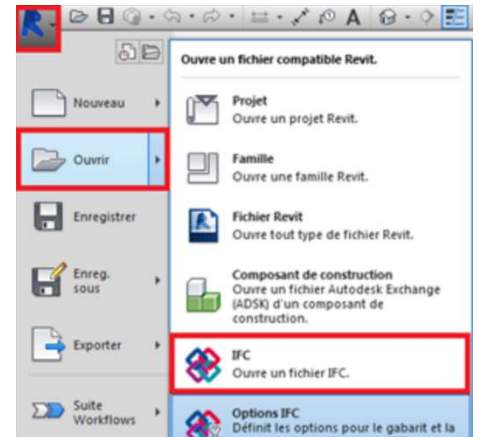 R
A
Ouvre un fichier compatible Revit.
Nouveau
Projet
Ouvre un projet Revit.
Ouvrir
Famille
Ouvre une famille Revit.
Enregistrer
Fichier Revit
Ouvre tout type de fichier Revit.
Enreg.
sous
Composant de construction
Ouvre un fichier Autodesk Exchange
(ADSK) d'un composant de
construction.
Exporter
IFC
Ouvre un fichier IFC.
Suite
Workflows
Options IFC
Définit les options pour le gabarit et la